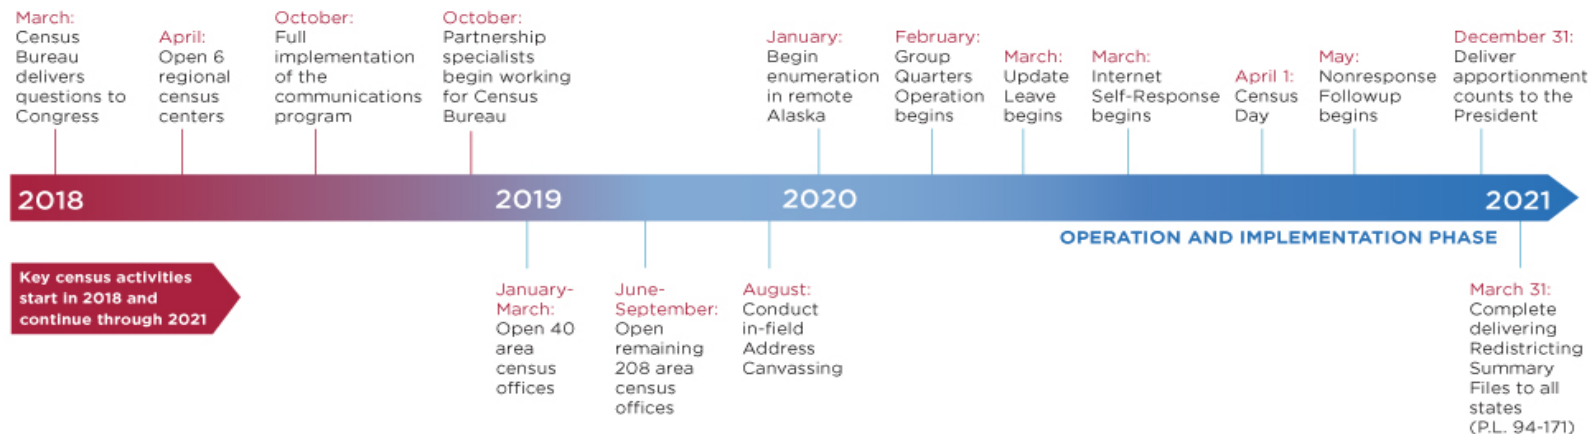 March:
Census
Bureau
delivers
questions to
Congress
April:
Open 6
regional
census
centers
October:
Full
implementation
of the
communications
program
October:
Partnership
specialists
begin working
for Census
Bureau
January:
Begin
enumeration
in remote
Alaska
February:
Group
Quarters
Operation
begins
March:
Update
Leave
begins
March:
Internet
Self-Response
begins
April 1:
Census
Day
May:
Nonresponse
Followup
begins
December 31:
Deliver
apportionment
counts to the
President
2018
2019
2020
2021
OPERATION AND IMPLEMENTATION PHASE
Key census activities
start in 2018 and
continue through 2021
January-
March:
Open 40
area
census
offices
June-
September:
Open
remaining
208 area
census
offices
August:
Conduct
in-field
Address
Canvassing
March 31:
Complete
delivering
Redistricting
Summary
Files to all
states
(P.L. 94-171)